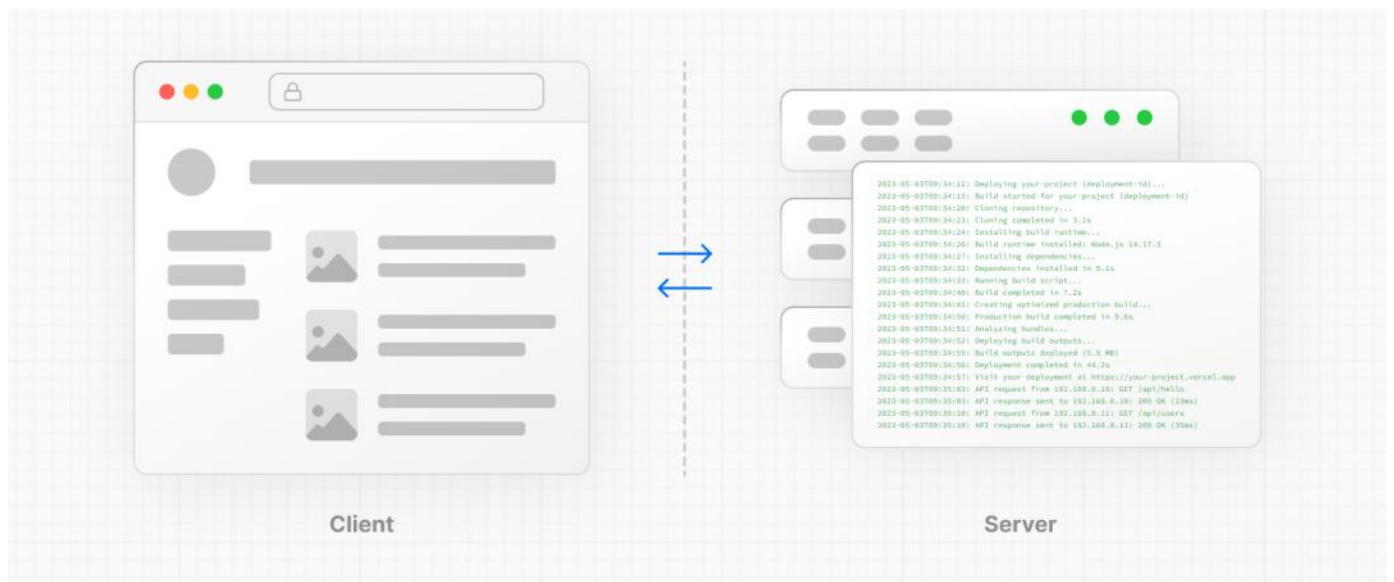 2023-05-03T09:34:12: Deploying your-project (deployment-id)...
2023-05-03T09:34:15: Build started for your-project (deployment-id)
2023-05-03T09:34:20: Cloning repository...
2023-05-03T09:34:23: Cloning completed in 3.1s
2023-05-03T09:34:24: Installing build runtime...
2023-05-03T09:34:26: Build runtime installed: Node.js 14.17.3
2023-05-03T09:34:27: Installing dependencies...
2023-05-03T09:34:32: Dependencies installed in 5.1s
2023-05-03T09:34:33: Running build script...
2023-05-03T09:34:40: Build completed in 7.2s
2023-05-03T09:34:41: Creating optimized production build...
2023-05-03T09:34:50: Production build completed in 9.6s
2023-05-03T09:34:51: Analyzing bundles...
2023-05-03T09:34:52: Deploying build outputs...
2023-05-03T09:34:55: Build outputs deployed (5.5 MB)
2023-05-03T09:34:56: Deployment completed in 44.2s
2023-05-03T09:34:57: Visit your deployment at https://your-project.vercel.app
2023-05-03T09:35:03: API request from 192.168.0.10: GET /api/hello
2023-05-03T09:35:03: API response sent to 192.168.0.10: 200 OK (23ms)
2023-05-03T09:35:10: API request from 192.168.0.11: GET /api/users
2023-05-03T09:35:10: API response sent to 192.168.0.11: 200 OK (35ms)
Client
Server